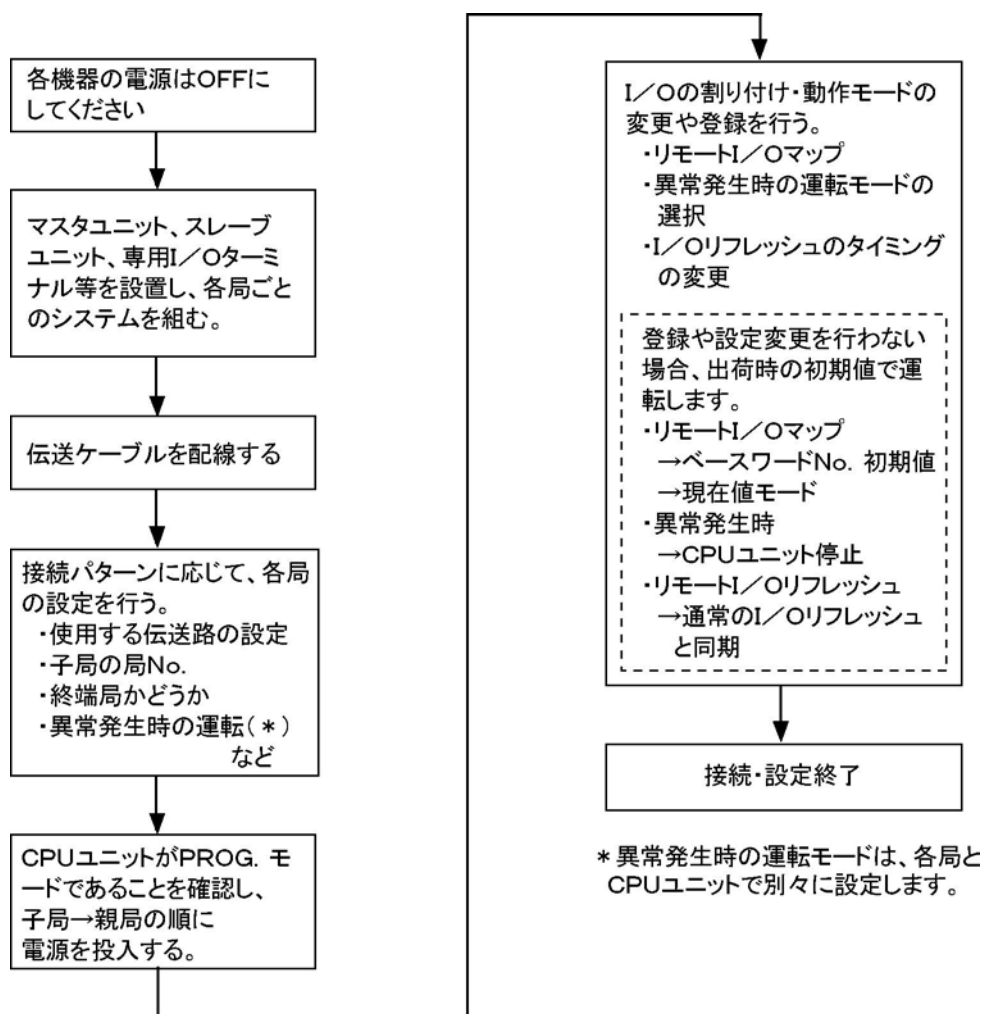 各機器の電源はOFFに
してください
マスタユニット、スレーブ
ユニット、専用I/Oターミ
ナル等を設置し、各局ごと
のシステムを組む。
伝送ケーブルを配線する
接続パターンに応じて、各局
の設定を行う。
・使用する伝送路の設定
・子局の局No.
・終端局かどうか
・異常発生時の運転(*)
など
CPUユニットがPROG. モ
ードであることを確認し、
子局→親局の順に
電源を投入する。
I/Oの割り付け・動作モードの
変更や登録を行う。
・リモートI/Oマップ
・異常発生時の運転モードの
選択
・I/Oリフレッシュのタイミング
の変更
登録や設定変更を行わない
場合、出荷時の初期値で運
転します。
・リモートI/Oマップ
→ベースワードNo. 初期値
→現在値モード
・異常発生時
→CPUユニット停止
・リモートI/Oリフレッシュ
→通常のI/Oリフレッシュ
と同期
接続・設定終了
*異常発生時の運転モードは、各局と
CPUユニットで別々に設定します。